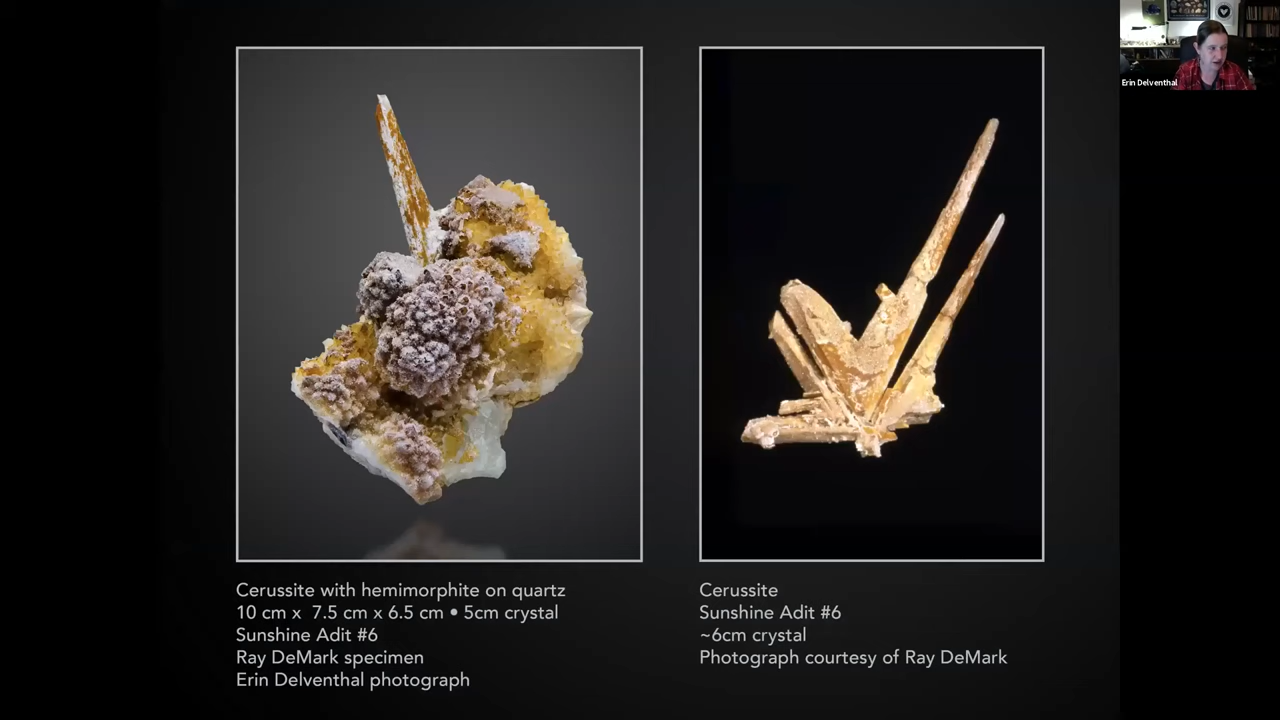 Erin Delventhal
Cerussite with hemimorphite on quartz
10 cm x 7.5 cm x 6.5 cm • 5cm crystal
Sunshine Adit #6
Ray DeMark specimen
Erin Delventhal photograph
Cerussite
Sunshine Adit #6
~6cm crystal
Photograph courtesy of Ray DeMark